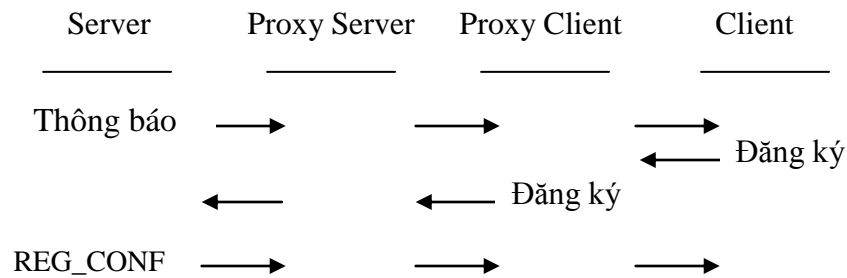 Server Proxy Server Proxy Client Client
Thông báo
Đăng ký
Đăng ký
REG_CONF